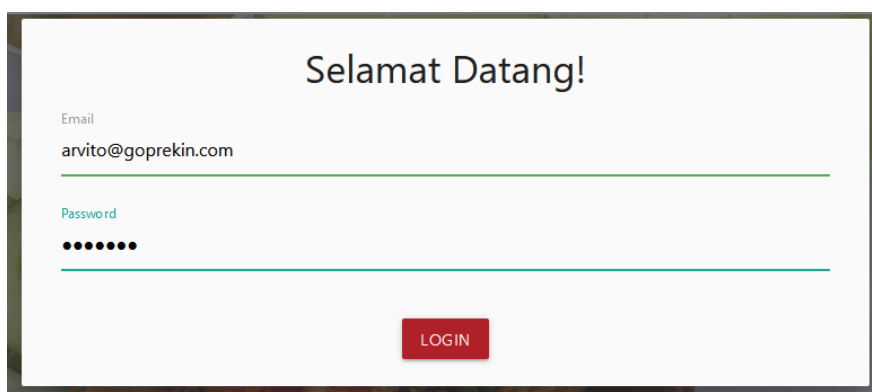 Selamat Datang!
Email
arvito@goprekin.com
Password
•••••••
LOGIN